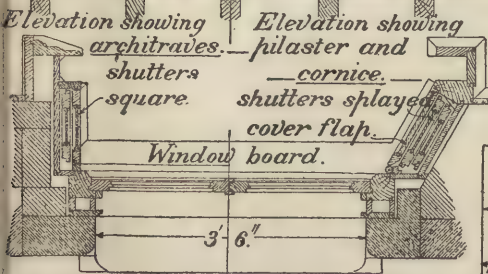 Elevation showing
architraves.
shutters
square.
Elevation showing
pilaster and
cornice.
shutters splayed
cover flap.
Window board.
3' 6."